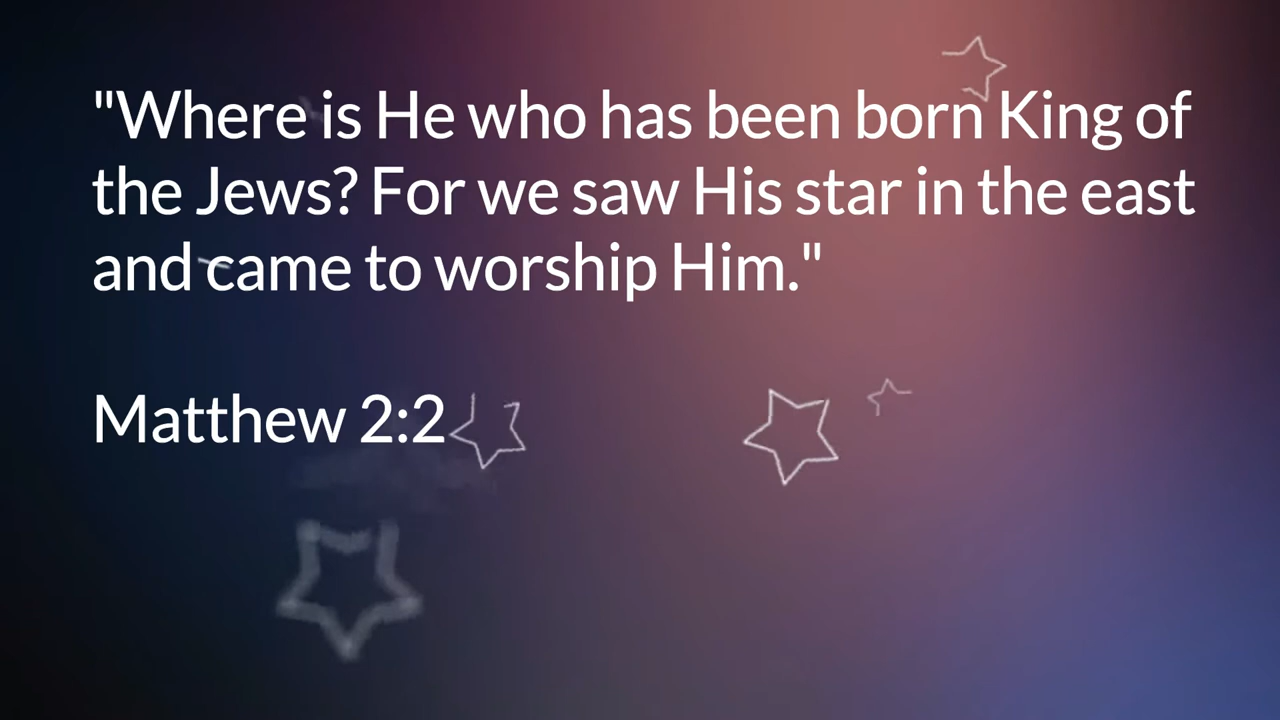 "Where is He who has been born King of
the Jews? For we saw His star in the east
and came to worship Him."
Matthew 2:2